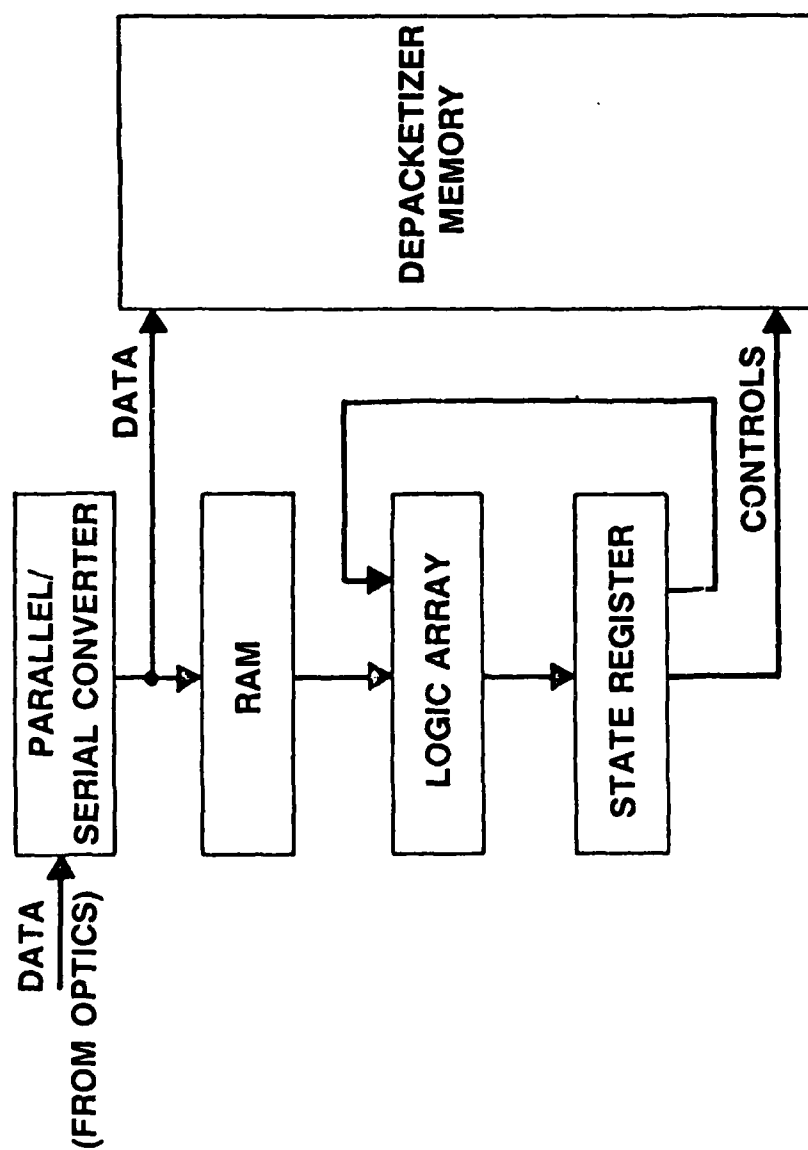 DATA
(FROM OPTICS)
PARALLEL/
SERIAL CONVERTER
DATA
RAM
LOGIC ARRAY
STATE REGISTER
CONTROLS
DEPACKETIZER
MEMORY